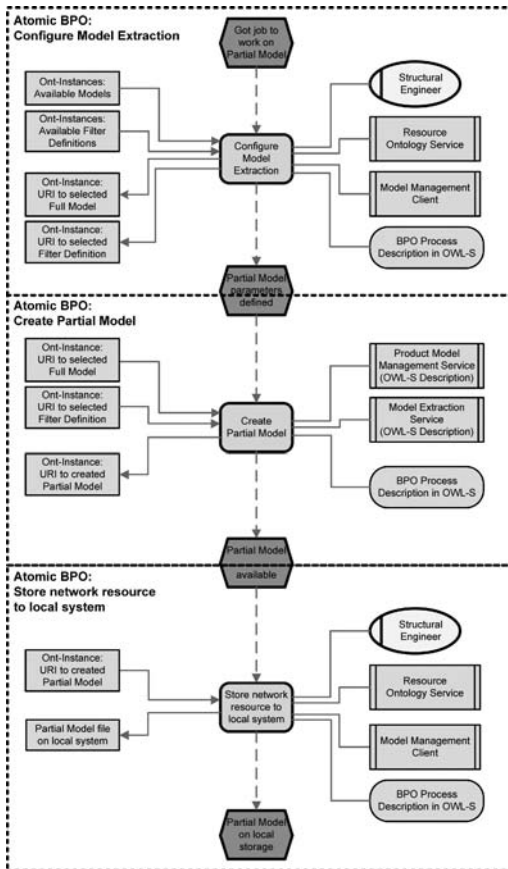 Atomic BPO:
Configure Model Extraction
Got job to
work on
Partial Model
Ont-Instances:
Available Models
Ont-Instances:
Available Filter
Definitions
Ont-Instance:
URI to selected
Full Model
Ont-Instance:
URI to selected
Filter Definition
Configure
Model
Extraction
Structural
Engineer
Resource
Ontology Service
Model Management
Client
BPO Process
Description in OWL-S
Partial Model
parameters
defined
Atomic BPO:
Create Partial Model
Ont-Instance:
URI to selected
Full Model
Ont-Instance:
URI to selected
Filter Definition
Ont-Instance:
URI to created
Partial Model
Create
Partial Model
Product Model
Management Service
(OWL-S Description)
Model Extraction
Service
(OWL-S Description)
BPO Process
Description in OWL-S
Partial Model
available
Atomic BPO:
Store network resource
to local system
Ont-Instance:
URI to created
Partial Model
Partial Model file
on local system
Store network
resource to
local system
Structural
Engineer
Resource
Ontology Service
Model Management
Client
BPO Process
Description in OWL-S
Partial Model
on local
storage